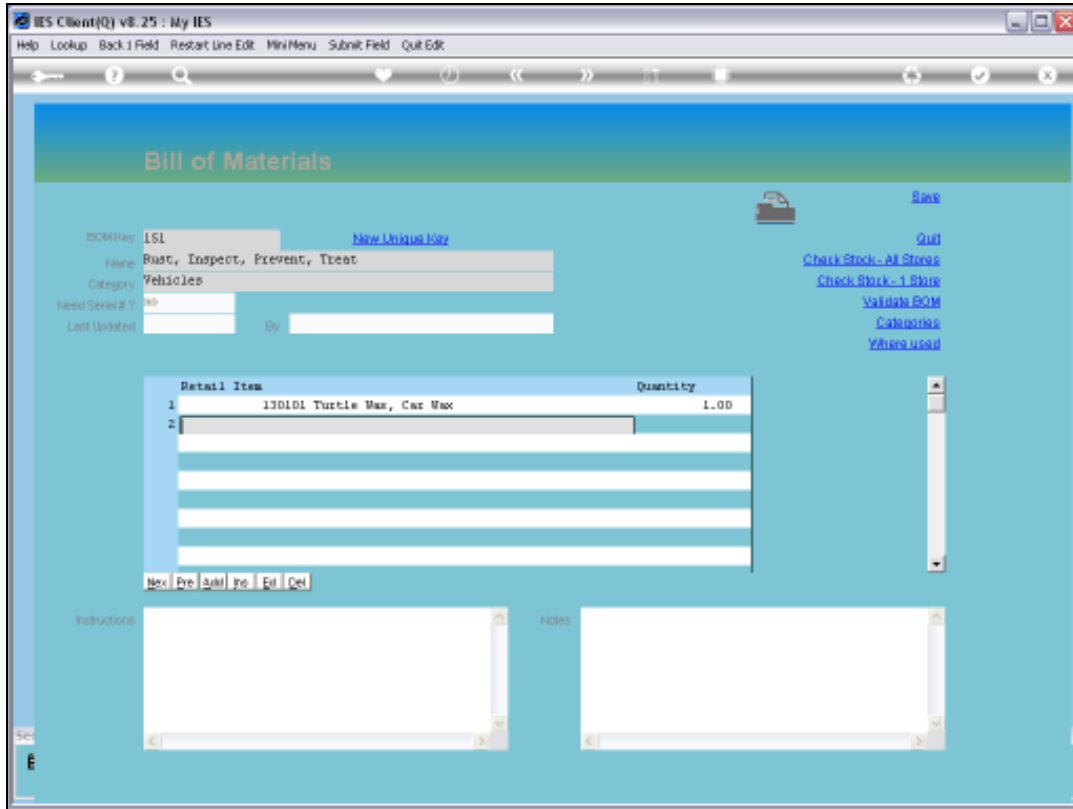 IES Client(Q) v8.25 : My IES
Help Lookup Back 1 Field Restart Line Edit MiniMenu Submit Field Quit Edit
Bill of Materials
Save
BOM Key 151 New Unique Key Quit
Name Rust, Inspect, Prevent, Treat Check Stock - All Stores
Category Vehicles Check Stock - 1 Store
Need Serial # ? no Validate BOM
Last Updated By Categories
Where used
Retail Item Quantity
1 130101 Turtle Wax, Car Wax 1.00
2
Nex Pre Add Ins Ed Del
Instructions Notes